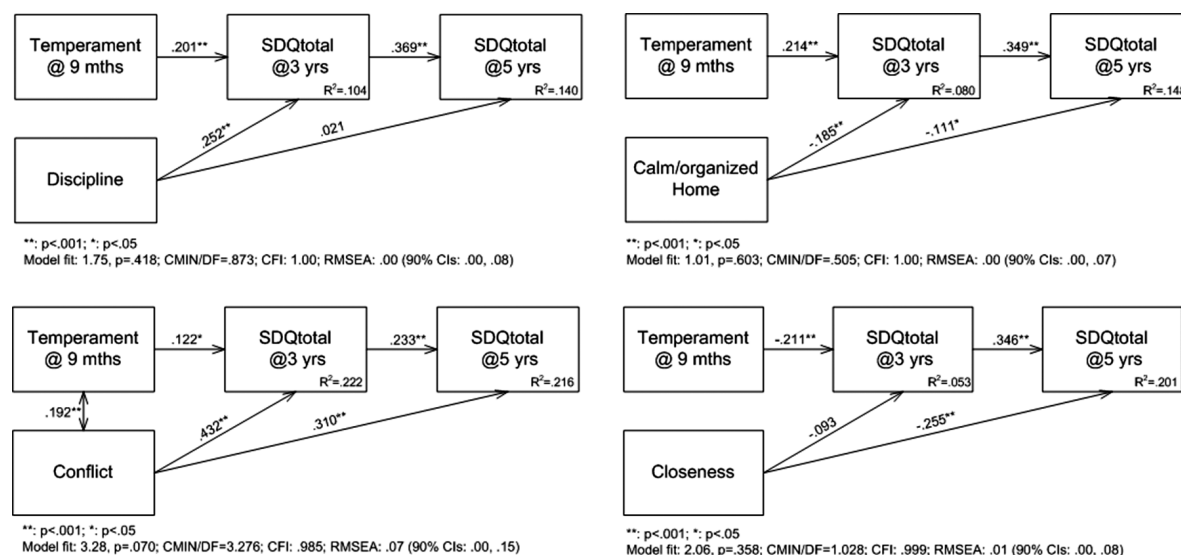 Temperament
@ 9 mths
.201**
SDQtotal
@3 yrs
R²=.104
.369**
SDQtotal
@5 yrs
R²=.140
.252**
.021
Discipline
**: p<.001; *: p<.05
Model fit: 1.75, p=.418; CMIN/DF=.873; CFI: 1.00; RMSEA: .00 (90% CIs: .00, .08)
Temperament
@ 9 mths
.214**
SDQtotal
@3 yrs
R²=.080
.349**
SDQtotal
@5 yrs
R²=.148
-.185**
-.111*
Calm/organized
Home
**: p<.001; *: p<.05
Model fit: 1.01, p=.603; CMIN/DF=.505; CFI: 1.00; RMSEA: .00 (90% CIs: .00, .07)
Temperament
@ 9 mths
.122*
SDQtotal
@3 yrs
R²=.222
.233**
SDQtotal
@5 yrs
R²=.216
.192**
.432**
.310**
Conflict
**: p<.001; *: p<.05
Model fit: 3.28, p=.070; CMIN/DF=3.276; CFI: .985; RMSEA: .07 (90% CIs: .00, .15)
Temperament
@ 9 mths
-.211**
SDQtotal
@3 yrs
R²=.053
.346**
SDQtotal
@5 yrs
R²=.201
-.093
-.255**
Closeness
**: p<.001; *: p<.05
Model fit: 2.06, p=.358; CMIN/DF=1.028; CFI: .999; RMSEA: .01 (90% CIs: .00, .08)